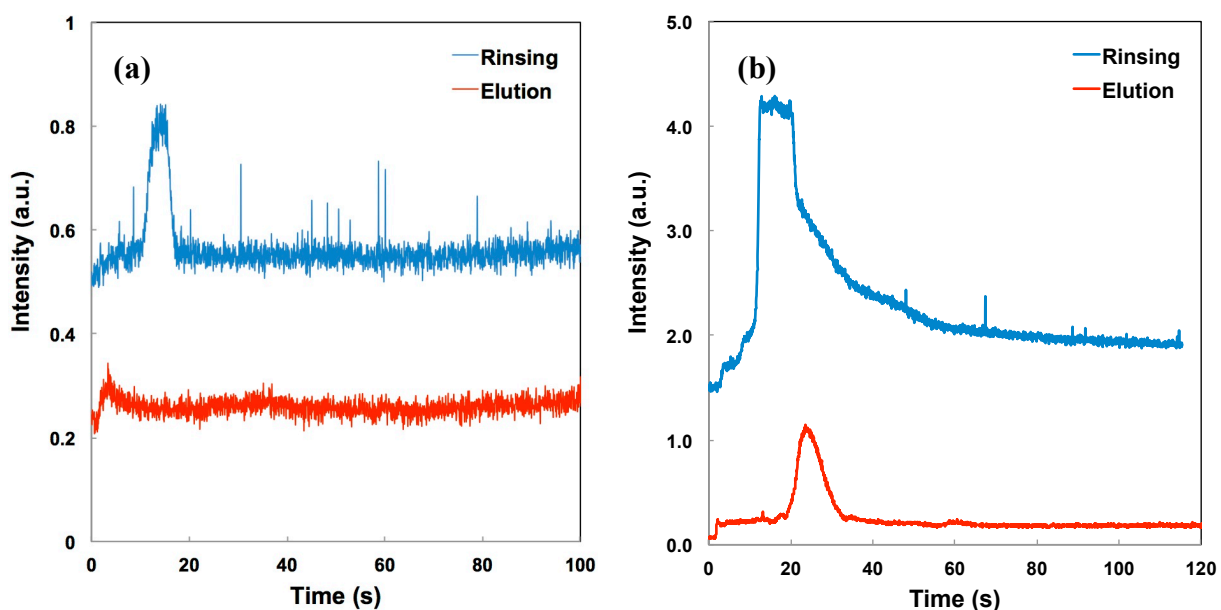 (a)
Rinsing
Elution
Intensity (a.u.)
1
0.8
0.6
0.4
0.2
0
0 20 40 60 80 100
Time (s)
(b)
Rinsing
Elution
Intensity (a.u.)
5.0
4.0
3.0
2.0
1.0
0.0
0 20 40 60 80 100 120
Time (s)